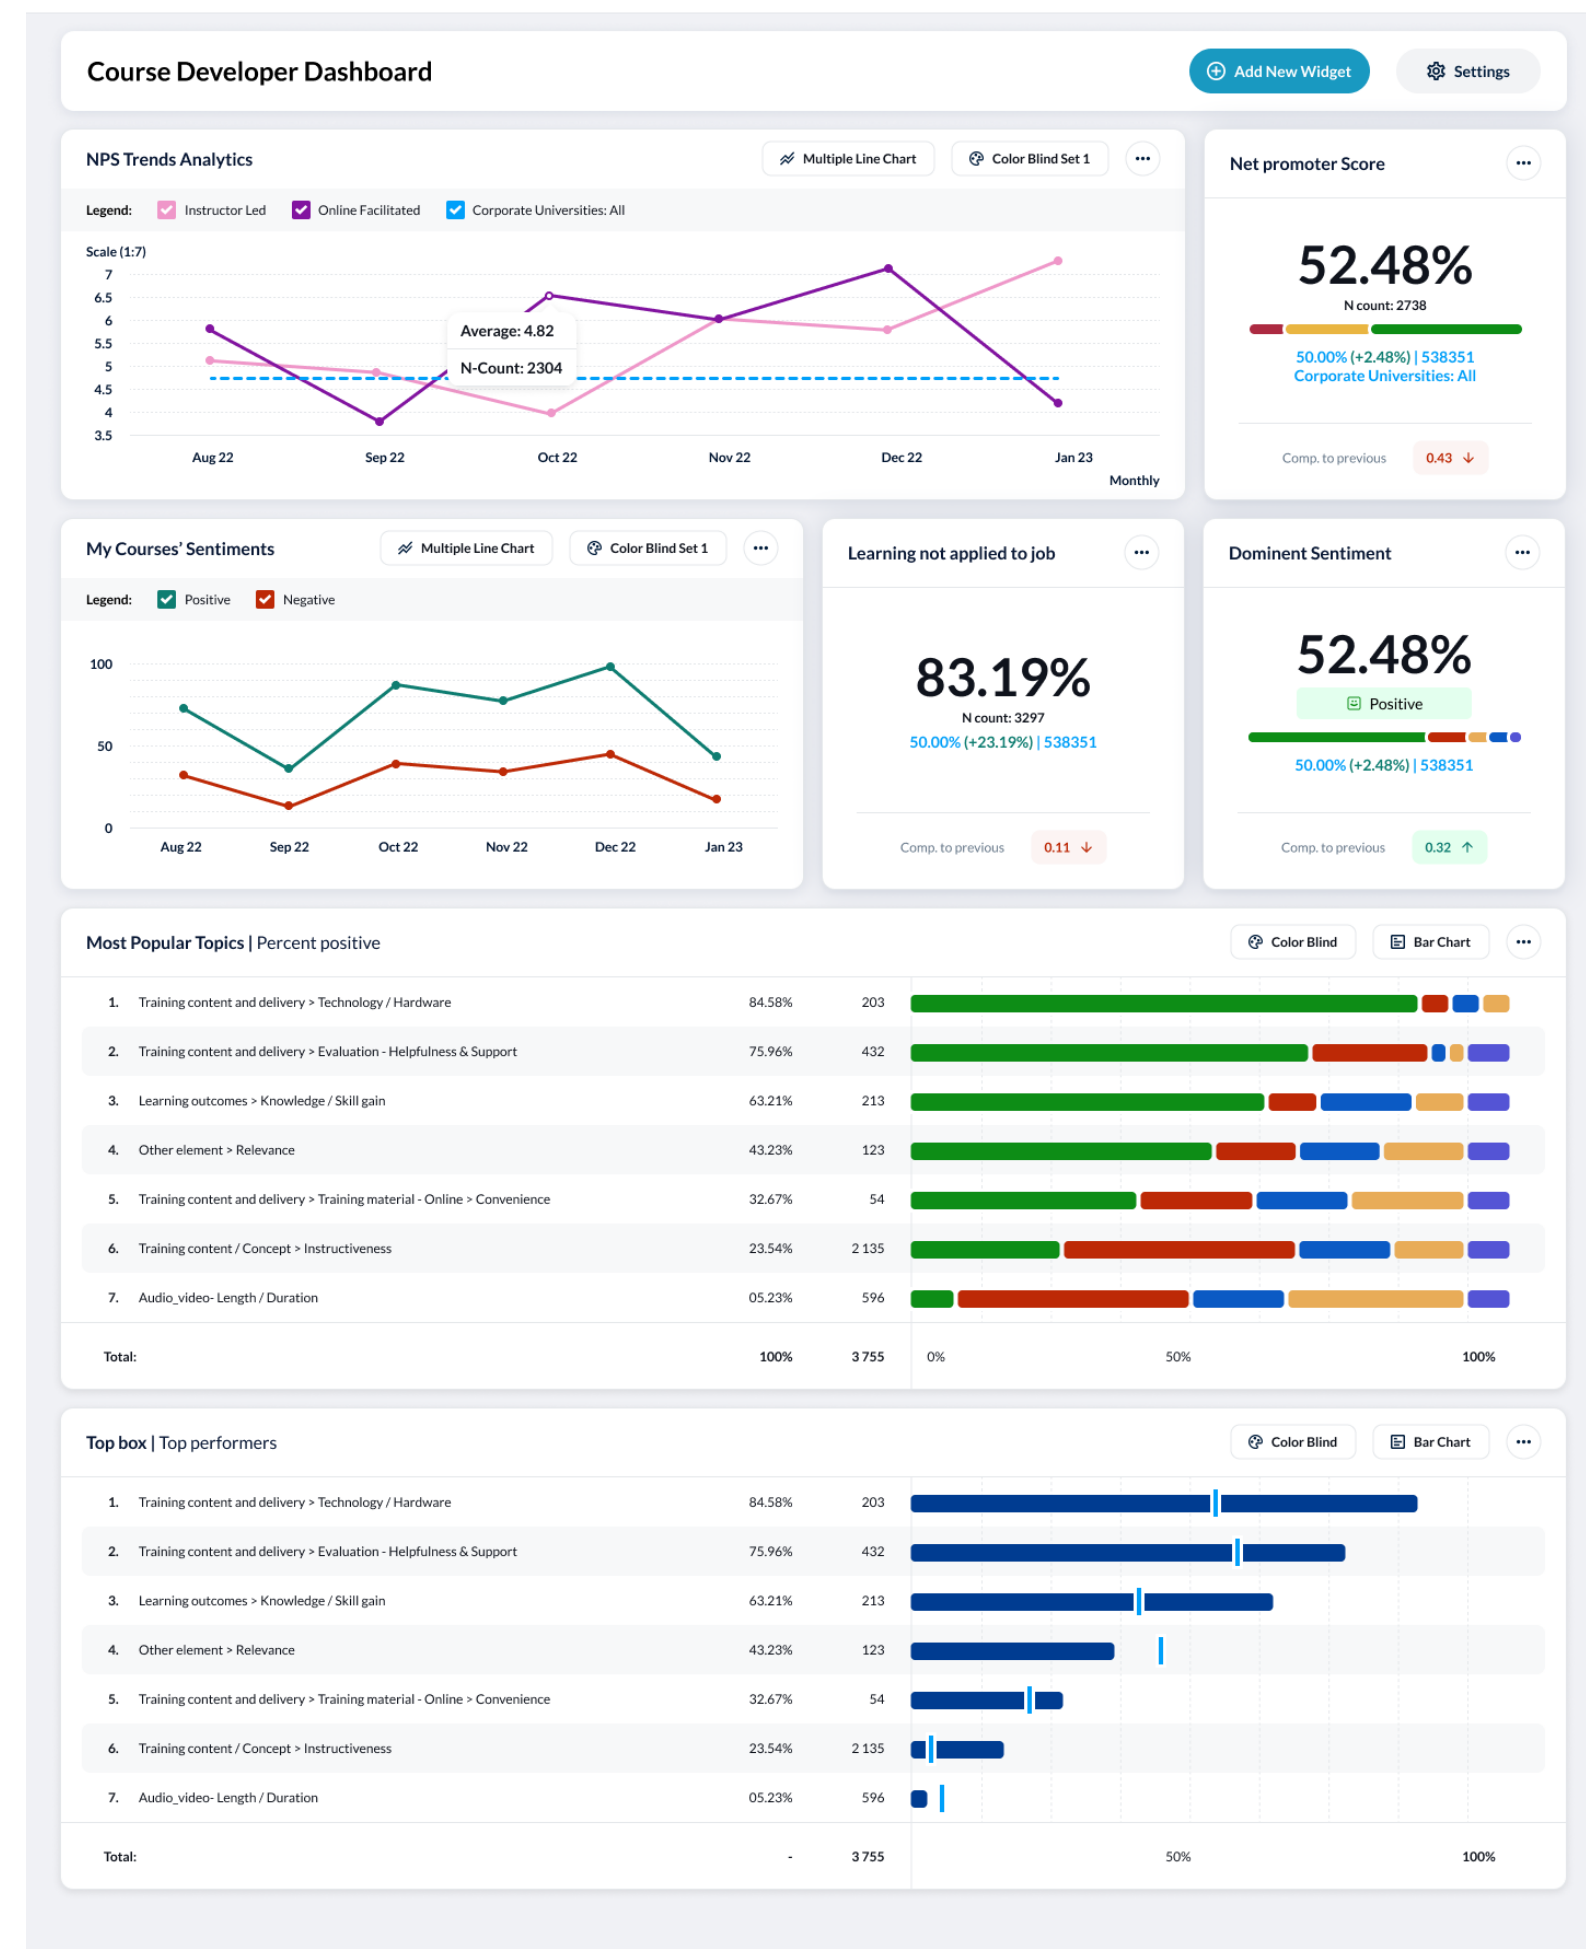 Course Developer Dashboard
Add New Widget
Settings
NPS Trends Analytics
Multiple Line Chart
Color Blind Set 1
Legend:
Instructor Led
Online Facilitated
Corporate Universities: All
Scale (1:7)
7
6.5
6
5.5
5
4.5
4
3.5
Average: 4.82
N-Count: 2304
Aug 22
Sep 22
Oct 22
Nov 22
Dec 22
Jan 23
Monthly
Net promoter Score
52.48%
N count: 2738
50.00% (+2.48%) | 538351
Corporate Universities: All
Comp. to previous
0.43
My Courses’ Sentiments
Multiple Line Chart
Color Blind Set 1
Legend:
Positive
Negative
100
50
0
Aug 22
Sep 22
Oct 22
Nov 22
Dec 22
Jan 23
Learning not applied to job
83.19%
N count: 3297
50.00% (+23.19%) | 538351
Comp. to previous
0.11
Dominent Sentiment
52.48%
Positive
50.00% (+2.48%) | 538351
Comp. to previous
0.32
Most Popular Topics | Percent positive
Color Blind
Bar Chart
1. Training content and delivery > Technology / Hardware 84.58% 203
2. Training content and delivery > Evaluation - Helpfulness & Support 75.96% 432
3. Learning outcomes > Knowledge / Skill gain 63.21% 213
4. Other element > Relevance 43.23% 123
5. Training content and delivery > Training material - Online > Convenience 32.67% 54
6. Training content / Concept > Instructiveness 23.54% 2 135
7. Audio_video- Length / Duration 05.23% 596
Total: 100% 3 755 0% 50% 100%
Top box | Top performers
Color Blind
Bar Chart
1. Training content and delivery > Technology / Hardware 84.58% 203
2. Training content and delivery > Evaluation - Helpfulness & Support 75.96% 432
3. Learning outcomes > Knowledge / Skill gain 63.21% 213
4. Other element > Relevance 43.23% 123
5. Training content and delivery > Training material - Online > Convenience 32.67% 54
6. Training content / Concept > Instructiveness 23.54% 2 135
7. Audio_video- Length / Duration 05.23% 596
Total: - 3 755 50% 100%